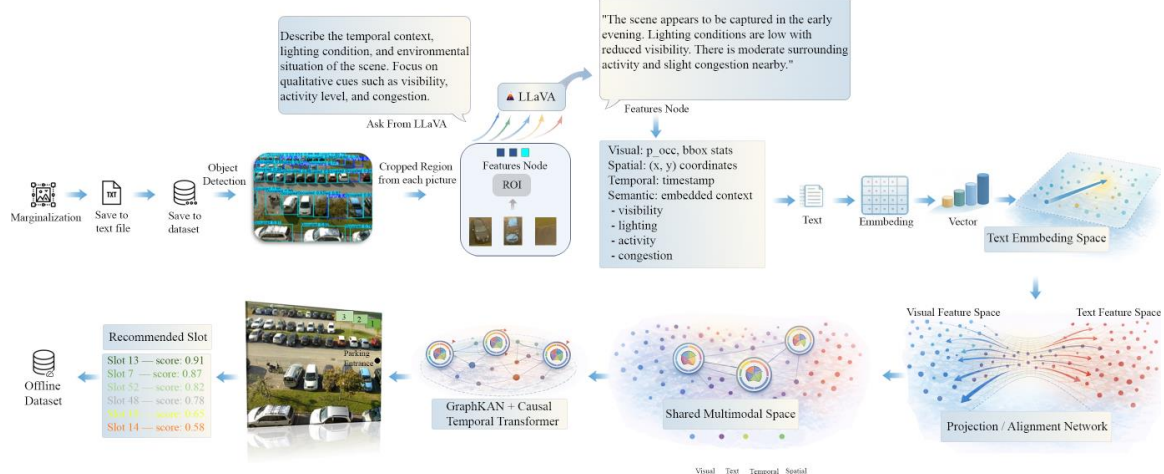 Describe the temporal context,
lighting condition, and environmental
situation of the scene. Focus on
qualitative cues such as visibility,
activity level, and congestion.
Ask From LLaVA
LLaVA
"The scene appears to be captured in the early
evening. Lighting conditions are low with
reduced visibility. There is moderate surrounding
activity and slight congestion nearby."
Features Node
Marginalization
TXT
Save to
text file
Save to
dataset
Object
Detection
Cropped Region
from each picture
Features Node
ROI
Visual: p_occ, bbox stats
Spatial: (x, y) coordinates
Temporal: timestamp
Semantic: embedded context
- visibility
- lighting
- activity
- congestion
Text
Emmbeding
Vector
Text Emmbeding Space
Visual Feature Space
Text Feature Space
Projection / Alignment Network
Shared Multimodal Space
Visual Text Temporal Spatial
GraphKAN + Causal
Temporal Transformer
3 2 1
Parking
Entrance
Recommended Slot
Slot 13 — score: 0.91
Slot 7 — score: 0.87
Slot 52 — score: 0.82
Slot 48 — score: 0.78
score: 0.65
Slot 14 — score: 0.58
Offline
Dataset